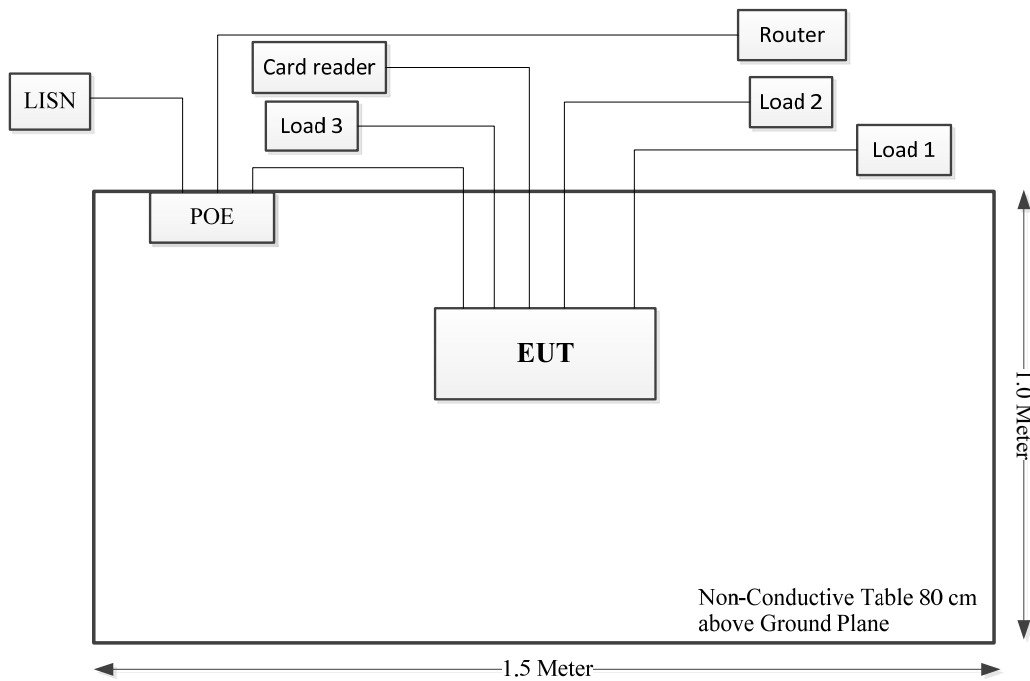 Router
Card reader
LISN
Load 2
Load 3
Load 1
POE
EUT
1.0 Meter
Non-Conductive Table 80 cm
above Ground Plane
1.5 Meter